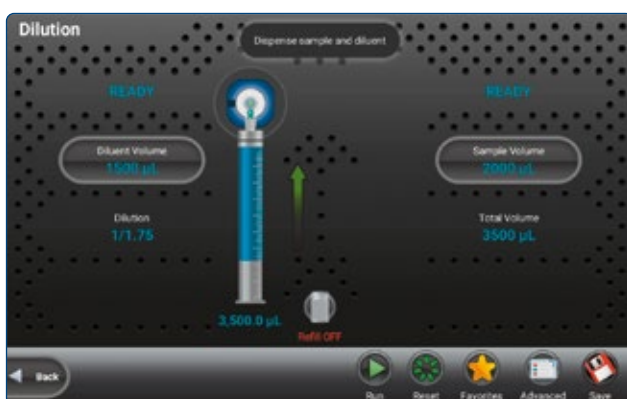 Dilution
Dispense sample and diluent
READY
READY
Diluent Volume
1500 µL
Sample Volume
2000 µL
Dilution
1/1.75
Total Volume
3500 µL
3,500.0 µL
Refill OFF
Back
Run
Reset
Favorites
Advanced
Save